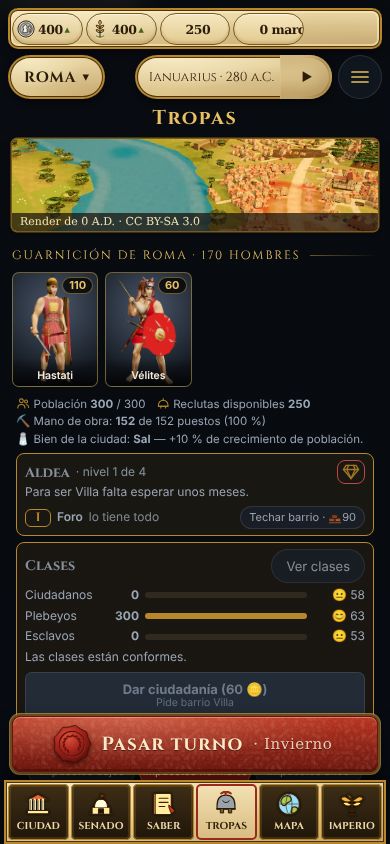 400▲ 400▲ 250 0 marc
ROMA ▾ Ianuarius · 280 a.C. ▶
Tropas
Render de 0 A.D. · CC BY-SA 3.0
GUARNICIÓN DE ROMA · 170 HOMBRES
110 60
Hastati Vélites
Población 300 / 300 Reclutas disponibles 250
Mano de obra: 152 de 152 puestos (100 %)
Bien de la ciudad: Sal — +10 % de crecimiento de población.
Aldea · nivel 1 de 4
Para ser Villa falta esperar unos meses.
I Foro lo tiene todo Techar barrio · 90
Clases Ver clases
Ciudadanos 0 58
Plebeyos 300 63
Esclavos 0 53
Las clases están conformes.
Dar ciudadanía (60 )
Pide barrio Villa
Pasar turno · Invierno
CIUDAD SENADO SABER TROPAS MAPA IMPERIO